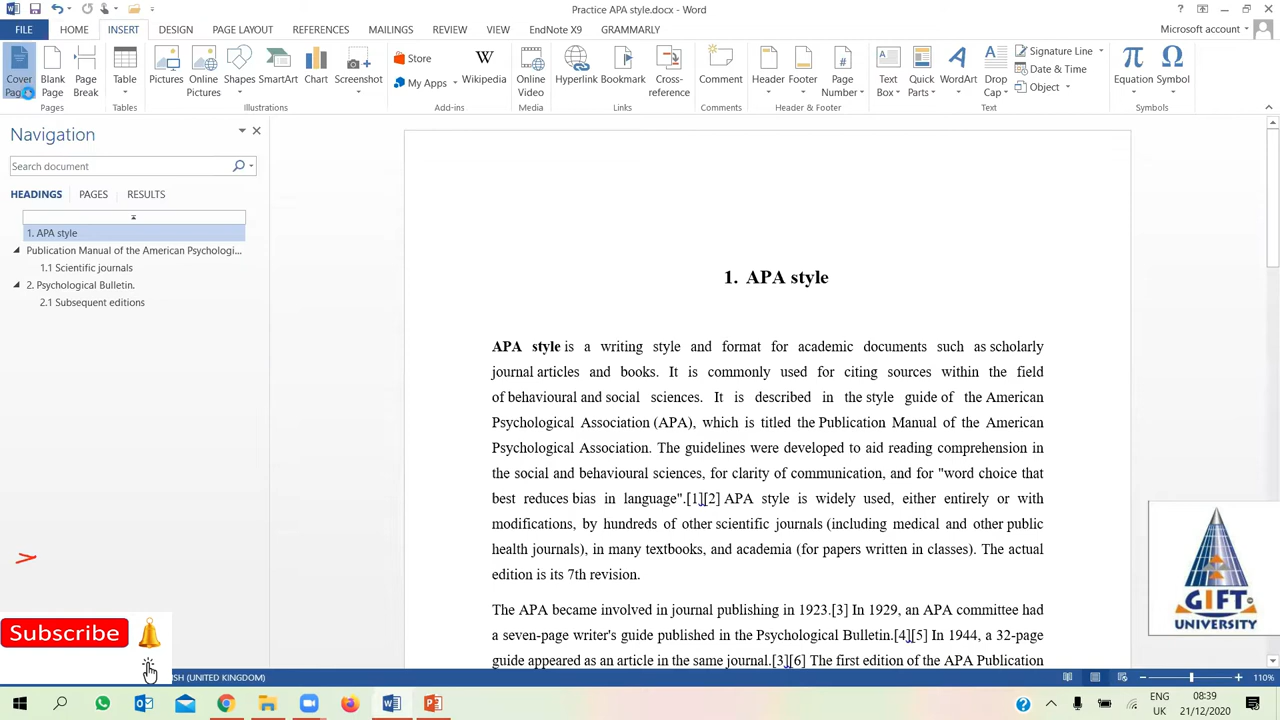 Practice APA style.docx - Word
FILE HOME INSERT DESIGN PAGE LAYOUT REFERENCES MAILINGS REVIEW VIEW EndNote X9 GRAMMARLY Microsoft account
Cover Page
Blank Page
Page Break
Table
Pictures
Online Pictures
Shapes
SmartArt
Chart
Screenshot
Store
My Apps
Wikipedia
Online Video
Hyperlink
Bookmark
Cross-reference
Comment
Header
Footer
Page Number
Text Box
Quick Parts
WordArt
Drop Cap
Signature Line
Date & Time
Object
Equation
Symbol
Pages Tables Illustrations Add-ins Media Links Comments Header & Footer Text Symbols
Navigation
Search document
HEADINGS PAGES RESULTS
1. APA style
Publication Manual of the American Psychologi...
1.1 Scientific journals
2. Psychological Bulletin.
2.1 Subsequent editions
1. APA style
APA style is a writing style and format for academic documents such as scholarly
journal articles and books. It is commonly used for citing sources within the field
of behavioural and social sciences. It is described in the style guide of the American
Psychological Association (APA), which is titled the Publication Manual of the American
Psychological Association. The guidelines were developed to aid reading comprehension in
the social and behavioural sciences, for clarity of communication, and for "word choice that
best reduces bias in language".[1][2] APA style is widely used, either entirely or with
modifications, by hundreds of other scientific journals (including medical and other public
health journals), in many textbooks, and academia (for papers written in classes). The actual
edition is its 7th revision.
The APA became involved in journal publishing in 1923.[3] In 1929, an APA committee had
a seven-page writer's guide published in the Psychological Bulletin.[4][5] In 1944, a 32-page
guide appeared as an article in the same journal.[3][6] The first edition of the APA Publication
GIFT
UNIVERSITY
Subscribe
SH (UNITED KINGDOM)
110%
ENG
UK
08:39
21/12/2020